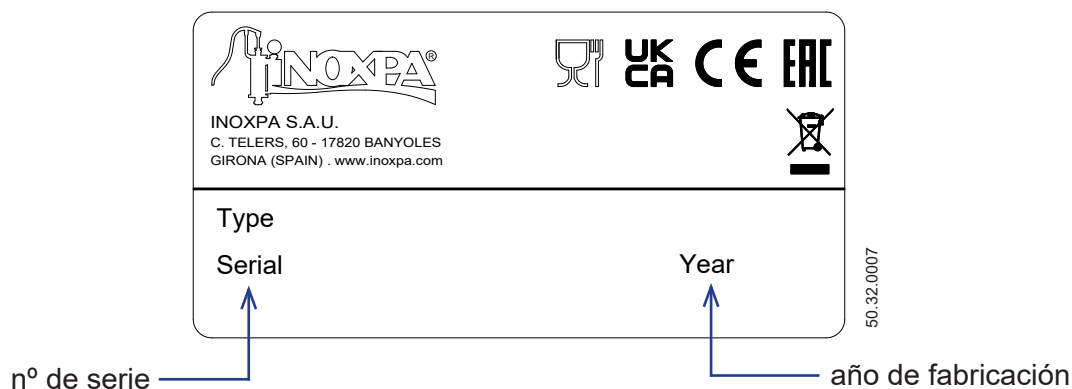 INOXPA®
UK
CA
CE
EAC
INOXPA S.A.U.
C. TELERS, 60 - 17820 BANYOLES
GIRONA (SPAIN) . www.inoxpa.com
Type
Serial
Year
50.32.0007
nº de serie
año de fabricación